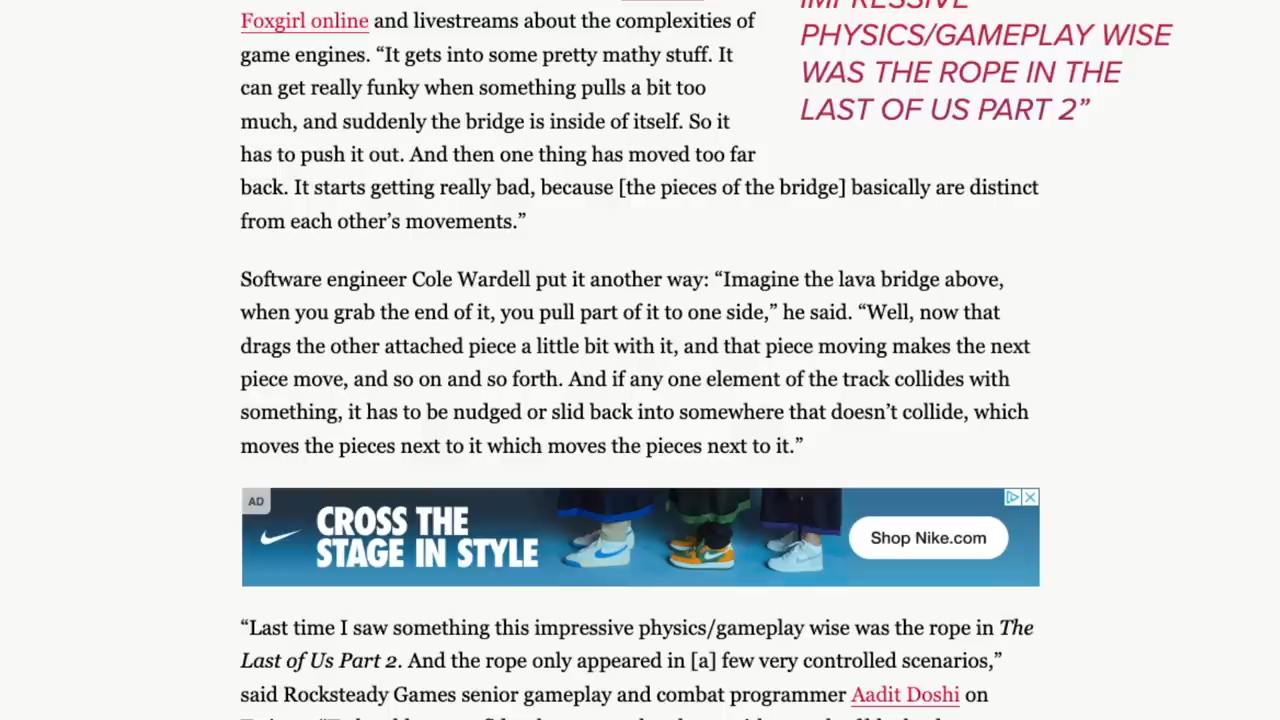 IMPRESSIVE
PHYSICS/GAMEPLAY WISE
WAS THE ROPE IN THE
LAST OF US PART 2”
Foxgirl online and livestreams about the complexities of
game engines. “It gets into some pretty mathy stuff. It
can get really funky when something pulls a bit too
much, and suddenly the bridge is inside of itself. So it
has to push it out. And then one thing has moved too far
back. It starts getting really bad, because [the pieces of the bridge] basically are distinct
from each other’s movements.”
Software engineer Cole Wardell put it another way: “Imagine the lava bridge above,
when you grab the end of it, you pull part of it to one side,” he said. “Well, now that
drags the other attached piece a little bit with it, and that piece moving makes the next
piece move, and so on and so forth. And if any one element of the track collides with
something, it has to be nudged or slid back into somewhere that doesn’t collide, which
moves the pieces next to it which moves the pieces next to it.”
AD
CROSS THE
STAGE IN STYLE
Shop Nike.com
“Last time I saw something this impressive physics/gameplay wise was the rope in The
Last of Us Part 2. And the rope only appeared in [a] few very controlled scenarios,”
said Rocksteady Games senior gameplay and combat programmer Aadit Doshi on